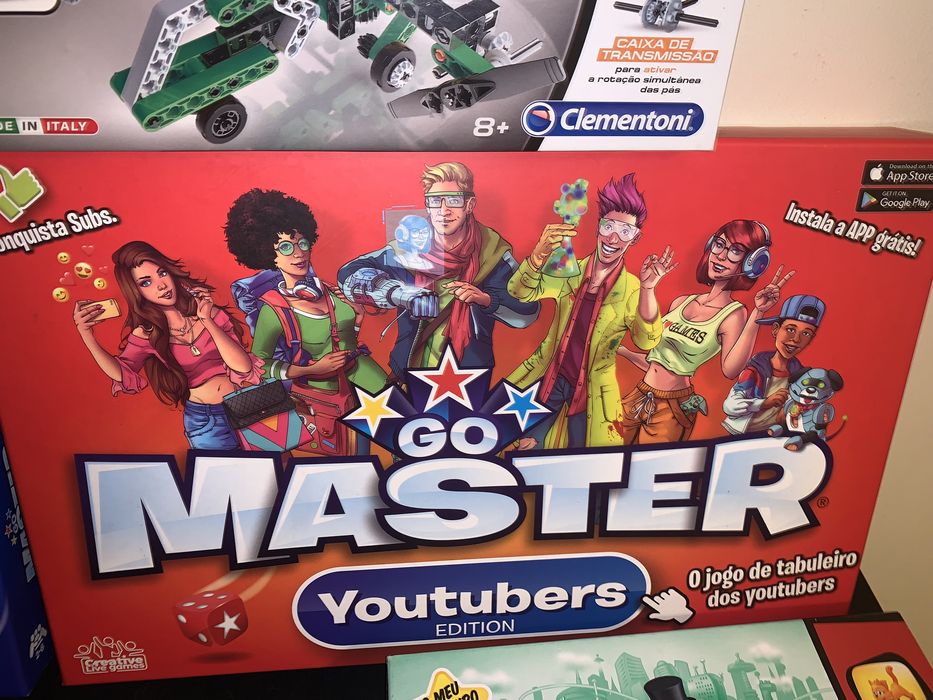 CAIXA DE
TRANSMISSÃO
para ativar
a rotação simultânea
das pás
IN ITALY
8+
Clementoni
Download on the
App Store
GET IT ON
Google Play
Subs.
Instala a APP grátis!
GAMES
GO
MASTER®
Youtubers
EDITION
O jogo de tabuleiro
dos youtubers
Creative
Live games
O MEU